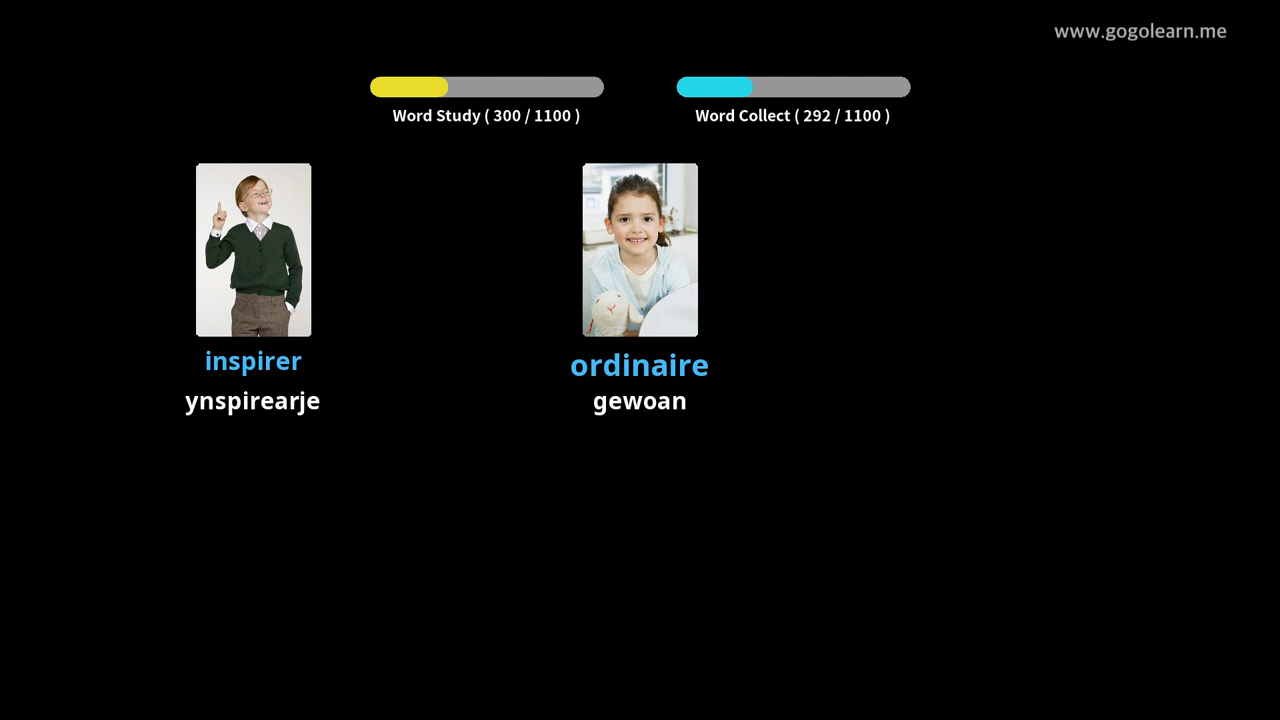 www.gogolearn.me
Word Study ( 300 / 1100 )
Word Collect ( 292 / 1100 )
inspirer
ynspirearje
ordinaire
gewoan